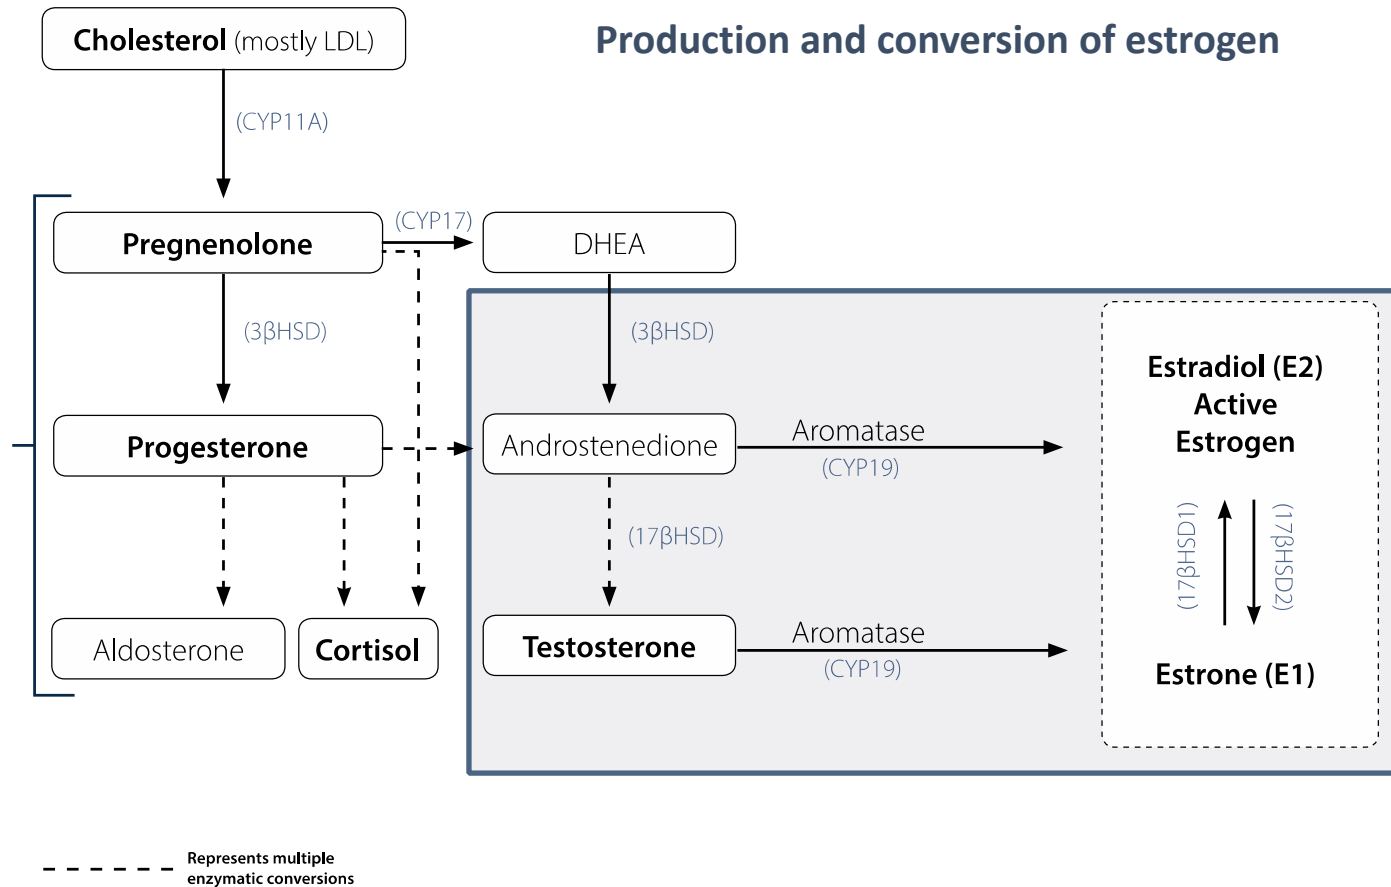 Production and conversion of estrogen
Cholesterol (mostly LDL)
(CYP11A)
Pregnenolone
(CYP17)
DHEA
(3βHSD)
(3βHSD)
Progesterone
Androstenedione
Aromatase
(CYP19)
Estradiol (E2)
Active
Estrogen
(17βHSD)
(17βHSD1)
(17βHSD2)
Aldosterone
Cortisol
Testosterone
Aromatase
(CYP19)
Estrone (E1)
Represents multiple
enzymatic conversions